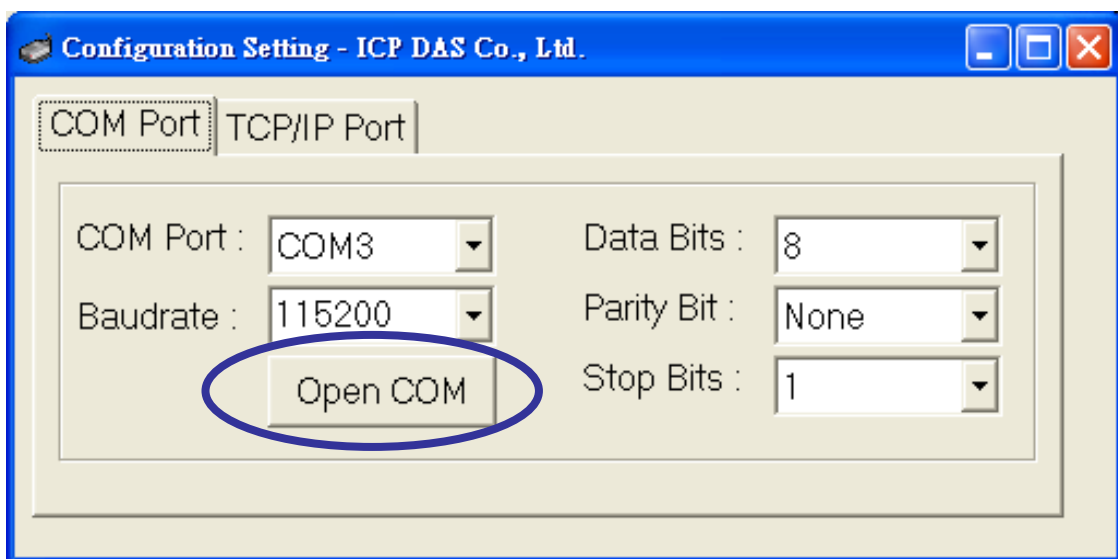 Configuration Setting - ICP DAS Co., Ltd.
COM Port TCP/IP Port
COM Port : COM3 Data Bits : 8
Baudrate : 115200 Parity Bit : None
Open COM Stop Bits : 1